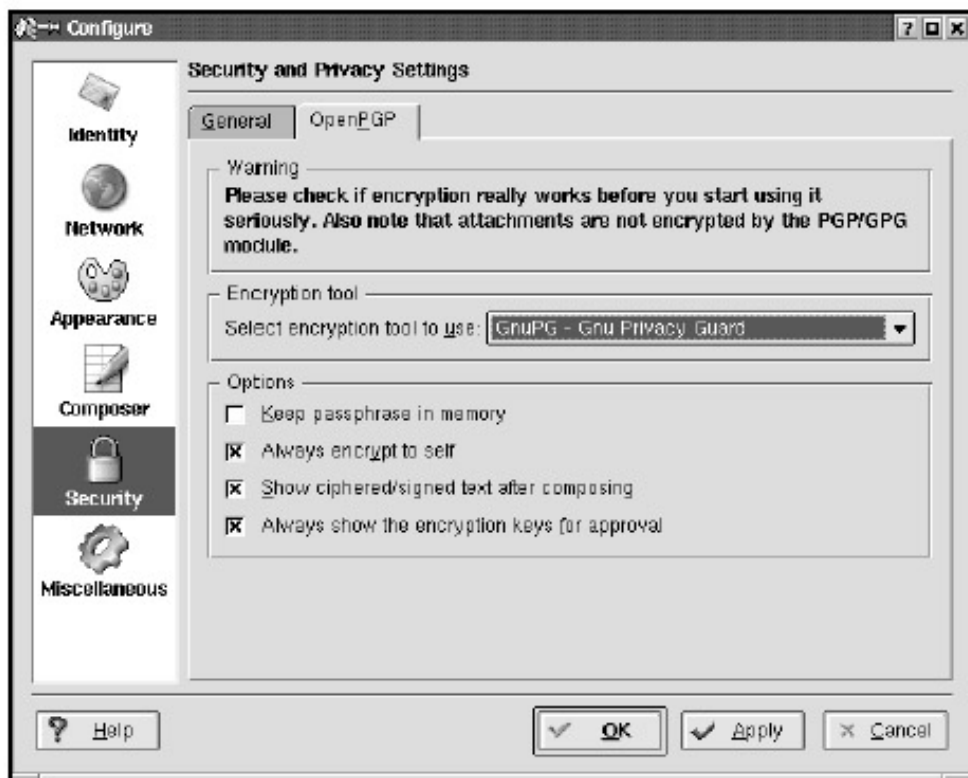 Configure
Security and Privacy Settings
Identity
Network
Appearance
Composer
Security
Miscellaneous
General
OpenPGP
Warning
Please check if encryption really works before you start using it
seriously. Also note that attachments are not encrypted by the PGP/GPG
module.
Encryption tool
Select encryption tool to use: GnuPG - Gnu Privacy Guard
Options
Keep passphrase in memory
Always encrypt to self
Show ciphered/signed text after composing
Always show the encryption keys for approval
? Help
OK
Apply
Cancel